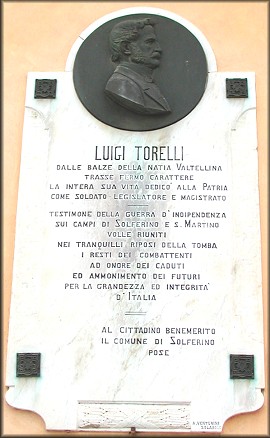 LUIGI TORELLI
DALLE BALZE DELLA NATIA VALTELLINA
TRASSE FERMO CARATTERE
LA INTERA SUA VITA DEDICO' ALLA PATRIA
COME SOLDATO LEGISLATORE E MAGISTRATO
TESTIMONE DELLA GUERRA D'INDIPENDENZA
SUI CAMPI DI SOLFERINO E S. MARTINO
VOLLE RIUNITI
NEI TRANQUILLI RIPOSI DELLA TOMBA
I RESTI DEI COMBATTENTI
AD ONORE DEI CADUTI
ED AMMONIMENTO DEI FUTURI
PER LA GRANDEZZA ED INTEGRITA'
D'ITALIA
AL CITTADINO BENEMERITO
IL COMUNE DI SOLFERINO
POSE